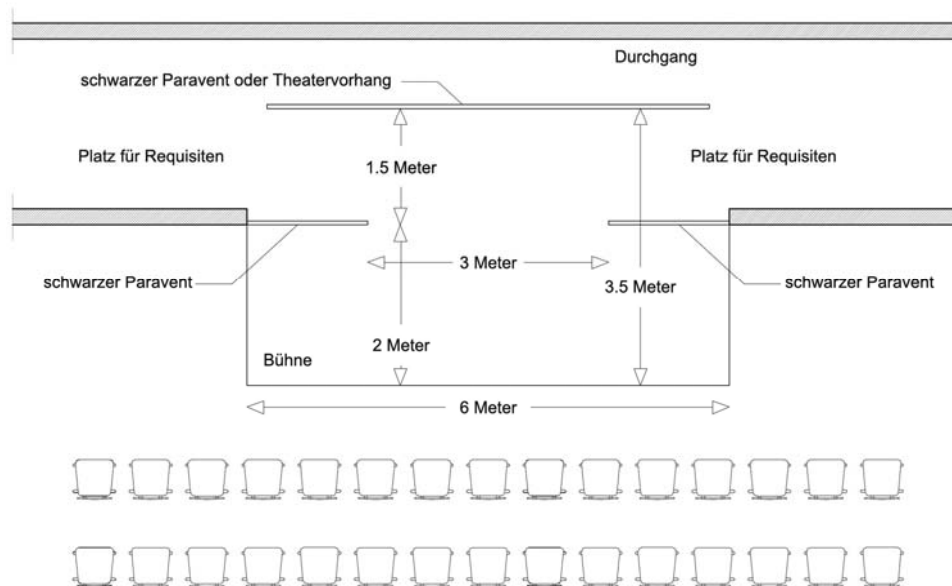 Durchgang
schwarzer Paravent oder Theatervorhang
Platz für Requisiten
Platz für Requisiten
1.5 Meter
3 Meter
schwarzer Paravent
schwarzer Paravent
3.5 Meter
2 Meter
Bühne
6 Meter